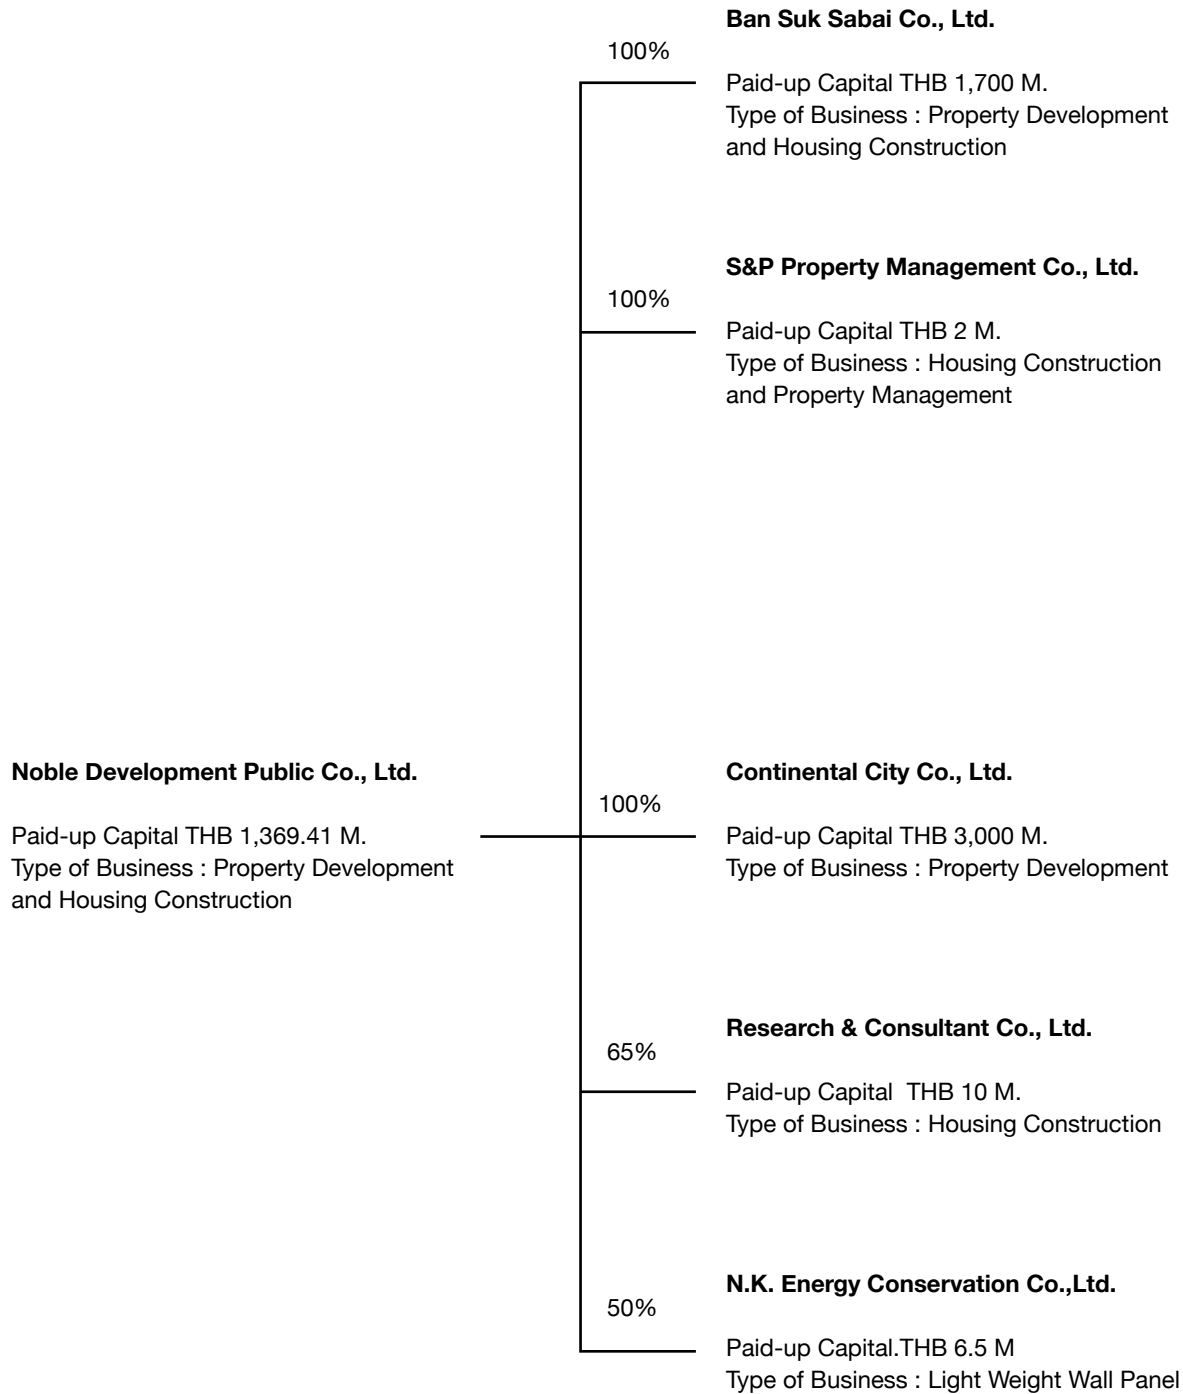 Ban Suk Sabai Co., Ltd.
100%
Paid-up Capital THB 1,700 M.
Type of Business : Property Development
and Housing Construction
S&P Property Management Co., Ltd.
100%
Paid-up Capital THB 2 M.
Type of Business : Housing Construction
and Property Management
Noble Development Public Co., Ltd.
Paid-up Capital THB 1,369.41 M.
Type of Business : Property Development
and Housing Construction
Continental City Co., Ltd.
100%
Paid-up Capital THB 3,000 M.
Type of Business : Property Development
Research & Consultant Co., Ltd.
65%
Paid-up Capital  THB 10 M.
Type of Business : Housing Construction
N.K. Energy Conservation Co.,Ltd.
50%
Paid-up Capital.THB 6.5 M
Type of Business : Light Weight Wall Panel